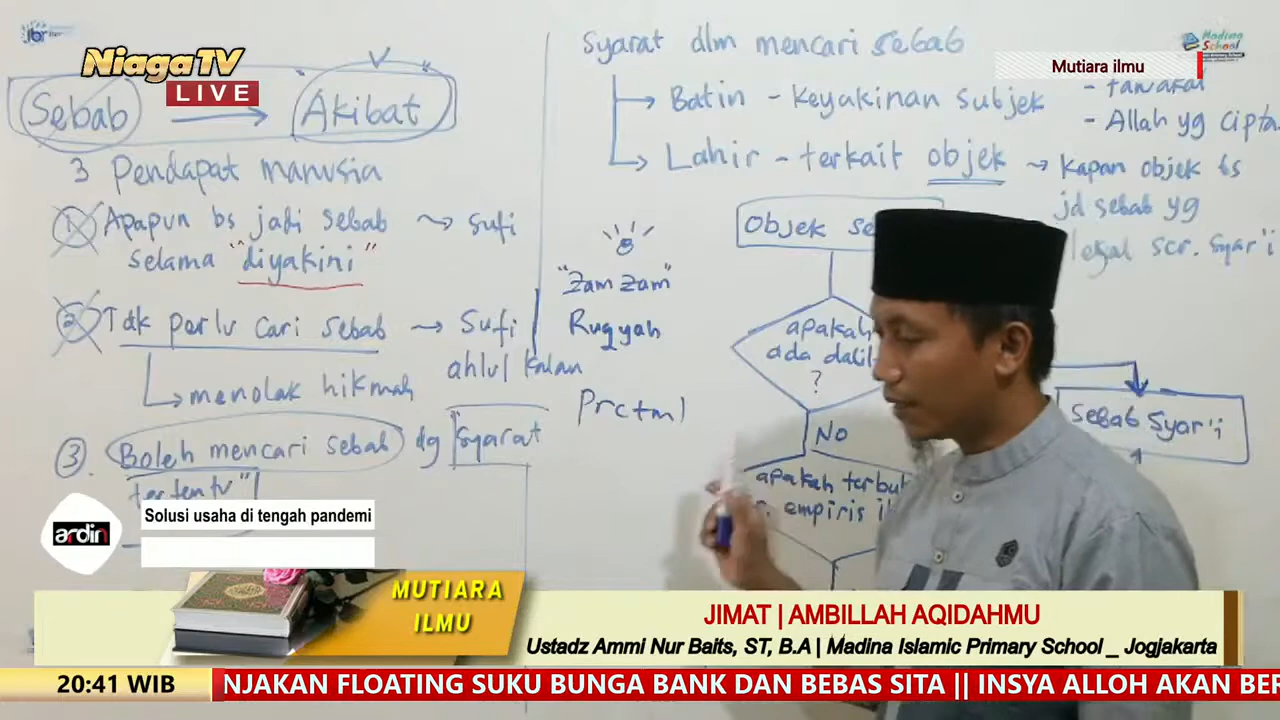 NiagaTV
LIVE
Mutiara ilmu
Madina
School
Sebab → Akibat
3 Pendapat manusia
1 Apapun bs jadi sebab → sufi
selama "diyakini"
2 Tdk perlu cari sebab → Sufi
ahlul kalam
menolak hikmah
3. Boleh mencari sebab dg syarat
tertentu"
Syarat dlm mencari sebab
Batin - Keyakinan subjek
- tawakal
- Allah yg cipta
Lahir - terkait objek → kapan objek bs
jd sebab yg
legal scr. syar'i
"Zam zam"
Ruqyah
Prctml
Objek se
apakah
ada dalil
?
No
apakah terbuk
empiris il
Sebab Syar'i
ardin
Solusi usaha di tengah pandemi
MUTIARA
ILMU
JIMAT | AMBILLAH AQIDAHMU
Ustadz Ammi Nur Baits, ST, B.A | Madina Islamic Primary School _ Jogjakarta
20:41 WIB
NJAKAN FLOATING SUKU BUNGA BANK DAN BEBAS SITA || INSYA ALLOH AKAN BER